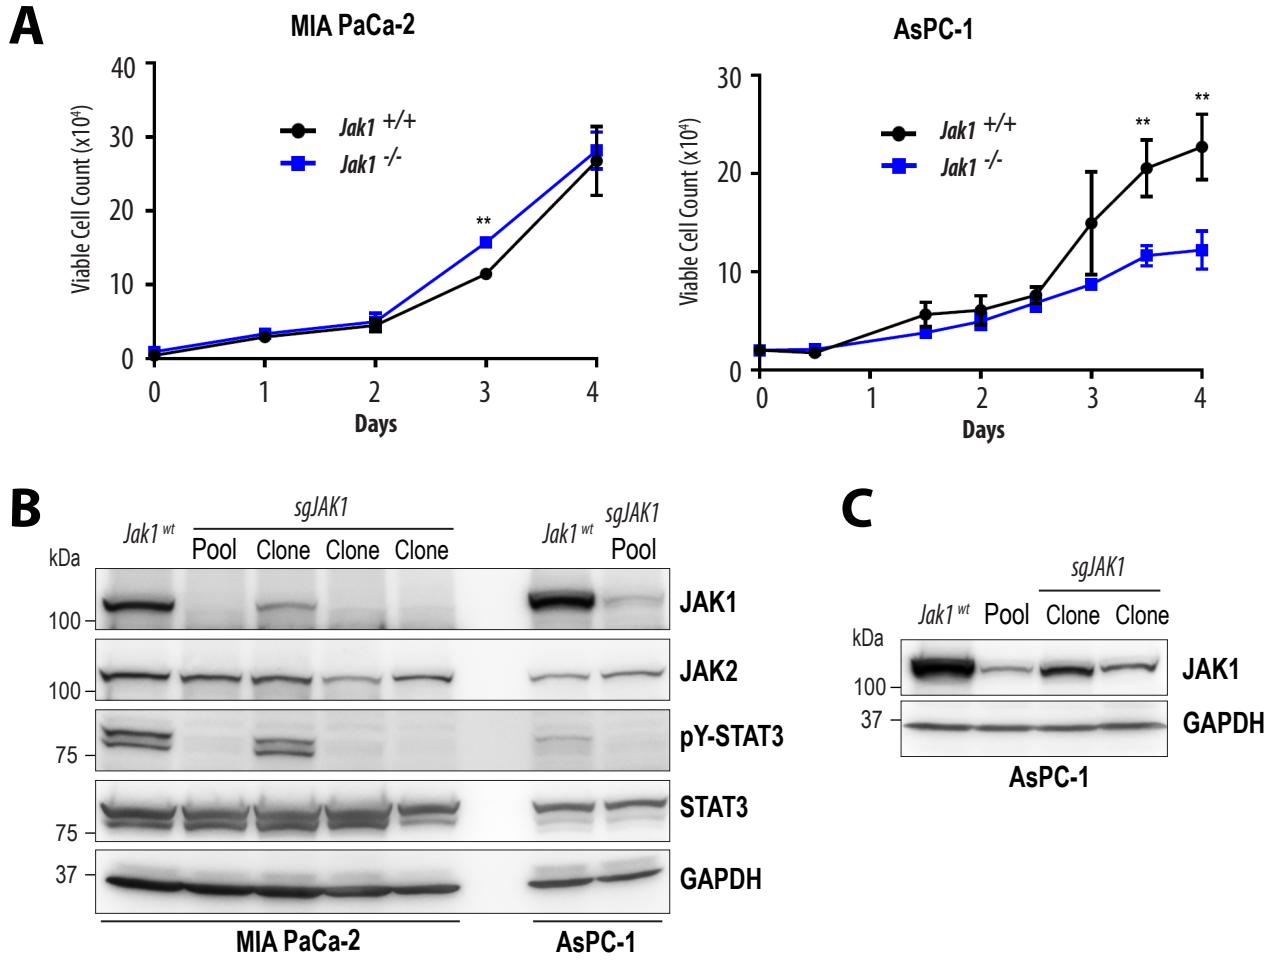 A
MIA PaCa-2
AsPC-1
Viable Cell Count (x10⁴)
40
30
20
10
0
Jak1 +/+
Jak1 -/-
**
0 1 2 3 4
Days
Viable Cell Count (x10⁴)
30
20
10
0
Jak1 +/+
Jak1 -/-
**
**
0 1 2 3 4
Days
B
kDa
Jak1 wt
sgJAK1
Pool Clone Clone Clone
Jak1 wt
sgJAK1
Pool
100
JAK1
100
JAK2
75
pY-STAT3
75
STAT3
37
GAPDH
MIA PaCa-2
AsPC-1
C
sgJAK1
Jak1 wt Pool Clone Clone
kDa
100
JAK1
37
GAPDH
AsPC-1